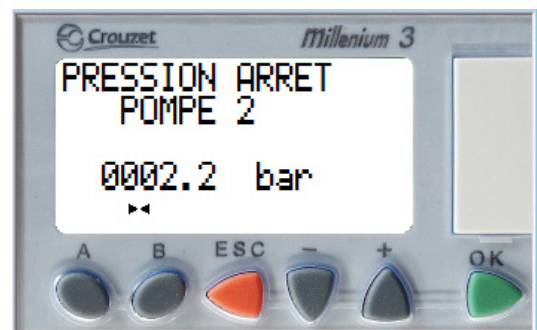 Crouzet Millenium 3
PRESSION ARRET
POMPE 2
0002.2 bar
A B ESC - + OK